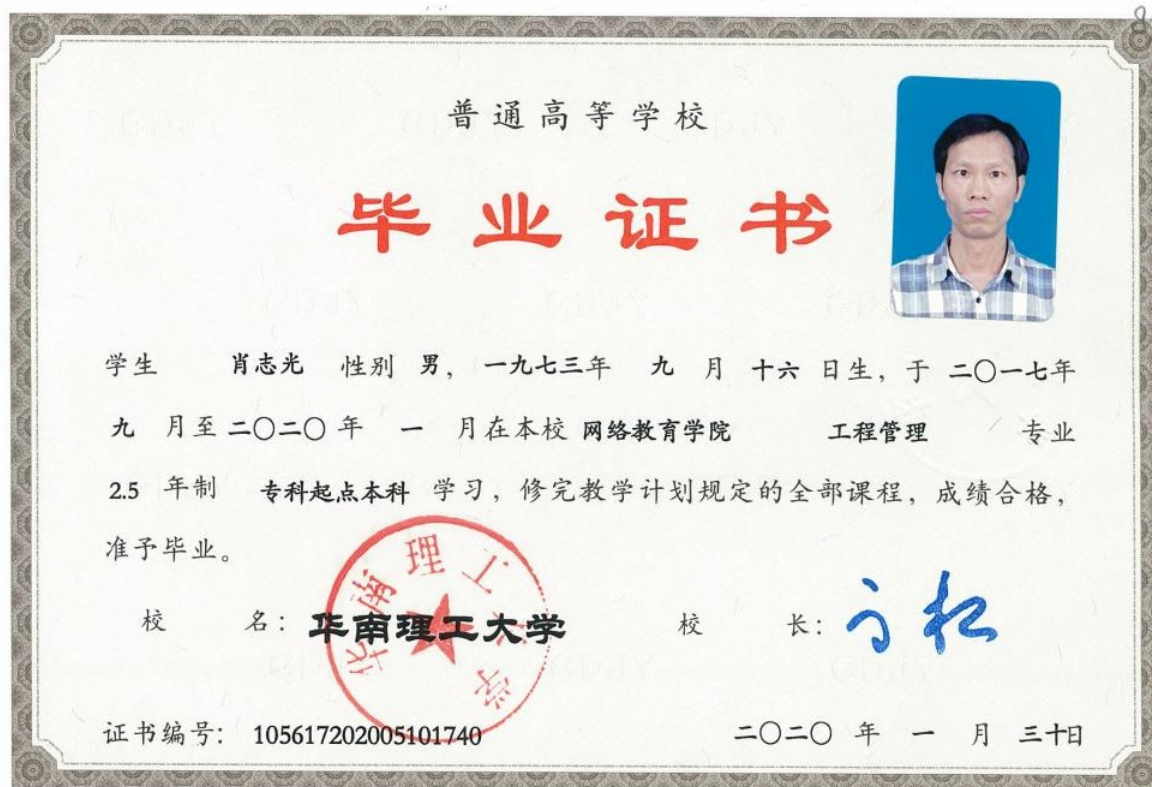 普通高等学校
毕业证书
学生 肖志光 性别 男，一九七三年 九 月 十六 日生，于 二〇一七年
九 月至 二〇二〇 年 一 月在本校 网络教育学院 工程管理 专业
2.5 年制 专科起点本科 学习，修完教学计划规定的全部课程，成绩合格，
准予毕业。
华南理工大学
校 名：华南理工大学 校 长：
证书编号：105617202005101740 二〇二〇 年 一 月 三十日